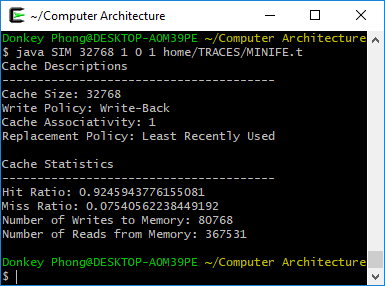 ~/Computer Architecture
Donkey Phong@DESKTOP-AOM39PE ~/Computer Architecture
$ java SIM 32768 1 0 1 home/TRACES/MINIFE.t
Cache Descriptions
---------------------------------------
Cache Size: 32768
Write Policy: Write-Back
Cache Associativity: 1
Replacement Policy: Least Recently Used
Cache Statistics
---------------------------------------
Hit Ratio: 0.9245943776155081
Miss Ratio: 0.07540562238449192
Number of Writes to Memory: 80768
Number of Reads from Memory: 367531
Donkey Phong@DESKTOP-AOM39PE ~/Computer Architecture
$